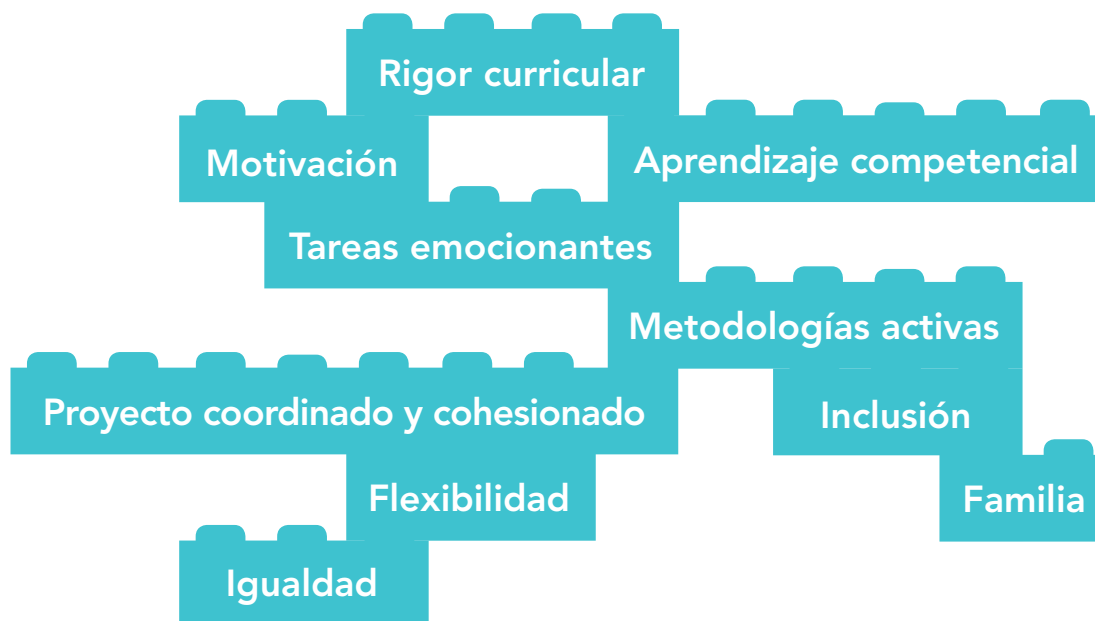 Rigor curricular
Motivación
Aprendizaje competencial
Tareas emocionantes
Metodologías activas
Proyecto coordinado y cohesionado
Inclusión
Flexibilidad
Familia
Igualdad